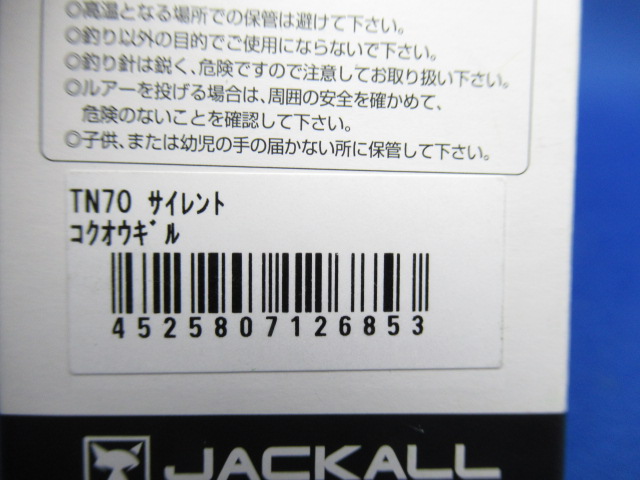 ◎高温となる場所での保管は避けて下さい。
◎釣り以外の目的でご使用にならないで下さい。
◎釣り針は鋭く、危険ですので注意してお取り扱い下さい。
◎ルアーを投げる場合は、周囲の安全を確かめて、
危険のないことを確認して下さい。
◎子供、または幼児の手の届かない所に保管して下さい。
TN70 サイレント
コクオウギル
4525807126853
JACKALL